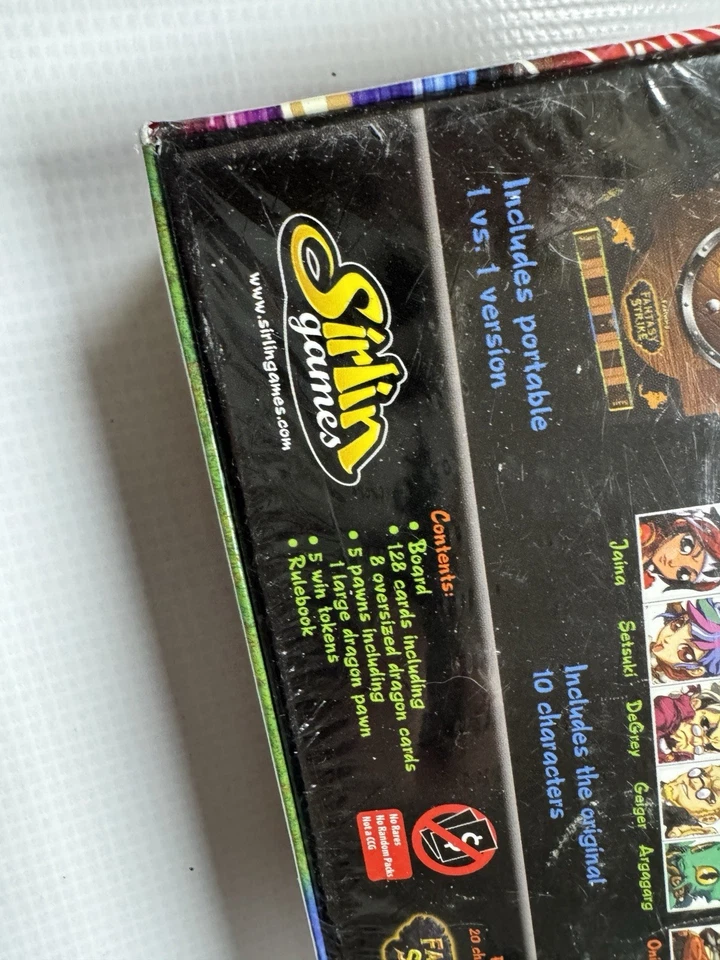 Includes portable
1 vs. 1 version
FANTASY
STRIKE
Jaina
Setsuki
DeGrey
Geiger
Argagarg
Includes the original
10 characters
Sirlin
games
www.sirlingames.com
Contents:
• Board
• 128 cards including
8 oversized dragon cards
• 5 pawns including
1 large dragon pawn
• 5 win tokens
• Rulebook
No Rares
No Random Packs
Not a CCG